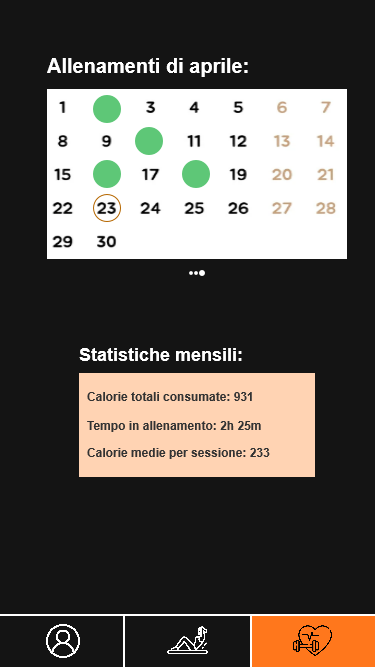 Allenamenti di aprile:
1 3 4 5 6 7
8 9 11 12 13 14
15 17 19 20 21
22 23 24 25 26 27 28
29 30
Statistiche mensili:
Calorie totali consumate: 931
Tempo in allenamento: 2h 25m
Calorie medie per sessione: 233